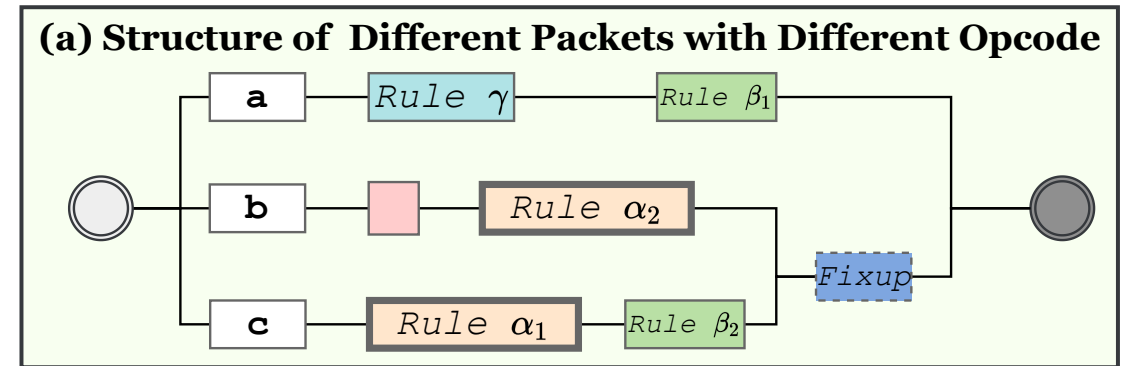 (a) Structure of Different Packets with Different Opcode
a Rule γ Rule β₁
b Rule α₂
Fixup
c Rule α₁ Rule β₂